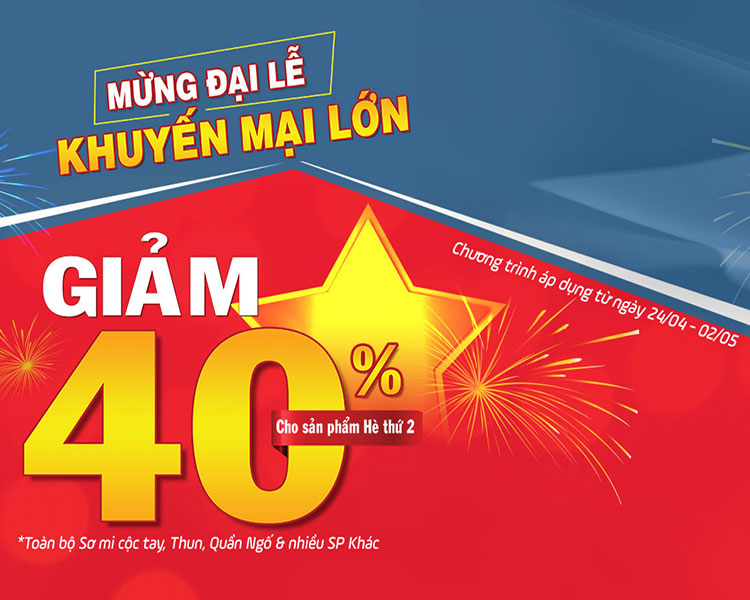 MỪNG ĐẠI LỄ
KHUYẾN MẠI LỚN
Chương trình áp dụng từ ngày 24/04 - 02/05
GIẢM
40%
Cho sản phẩm Hè thứ 2
*Toàn bộ Sơ mi cộc tay, Thun, Quần Ngố & nhiều SP Khác